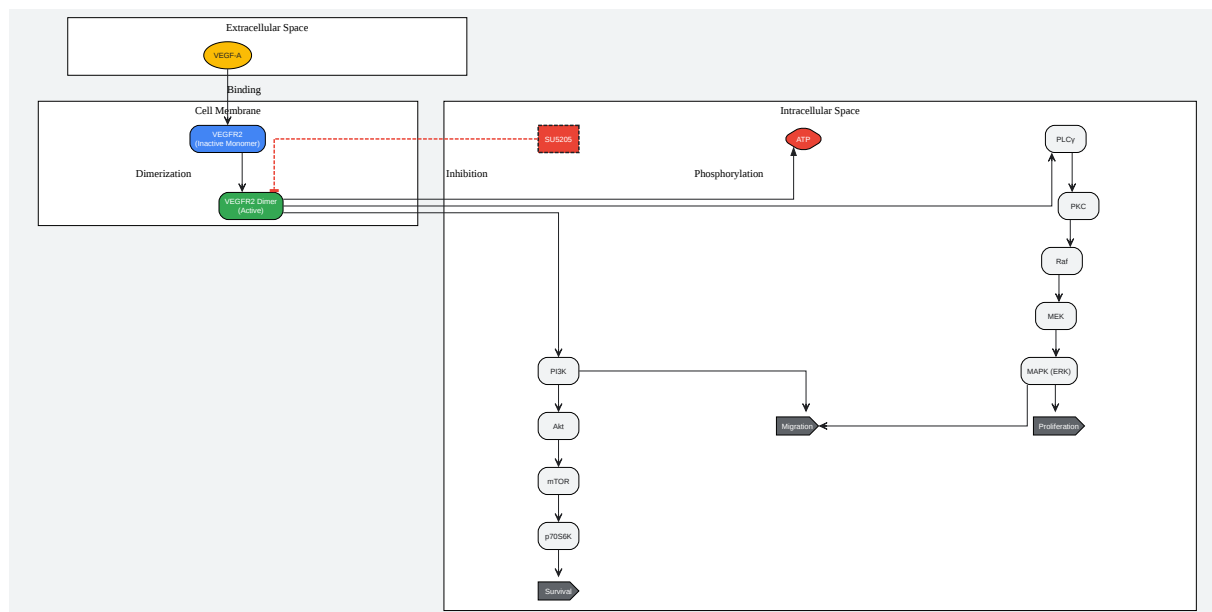 Extracellular Space
VEGF-A
Binding
Cell Membrane
VEGFR2
(Inactive Monomer)
Dimerization
VEGFR2 Dimer
(Active)
Intracellular Space
SU5205
ATP
PLCγ
Inhibition
Phosphorylation
PKC
Raf
MEK
PI3K
MAPK (ERK)
Akt
Migration
Proliferation
mTOR
p70S6K
Survival